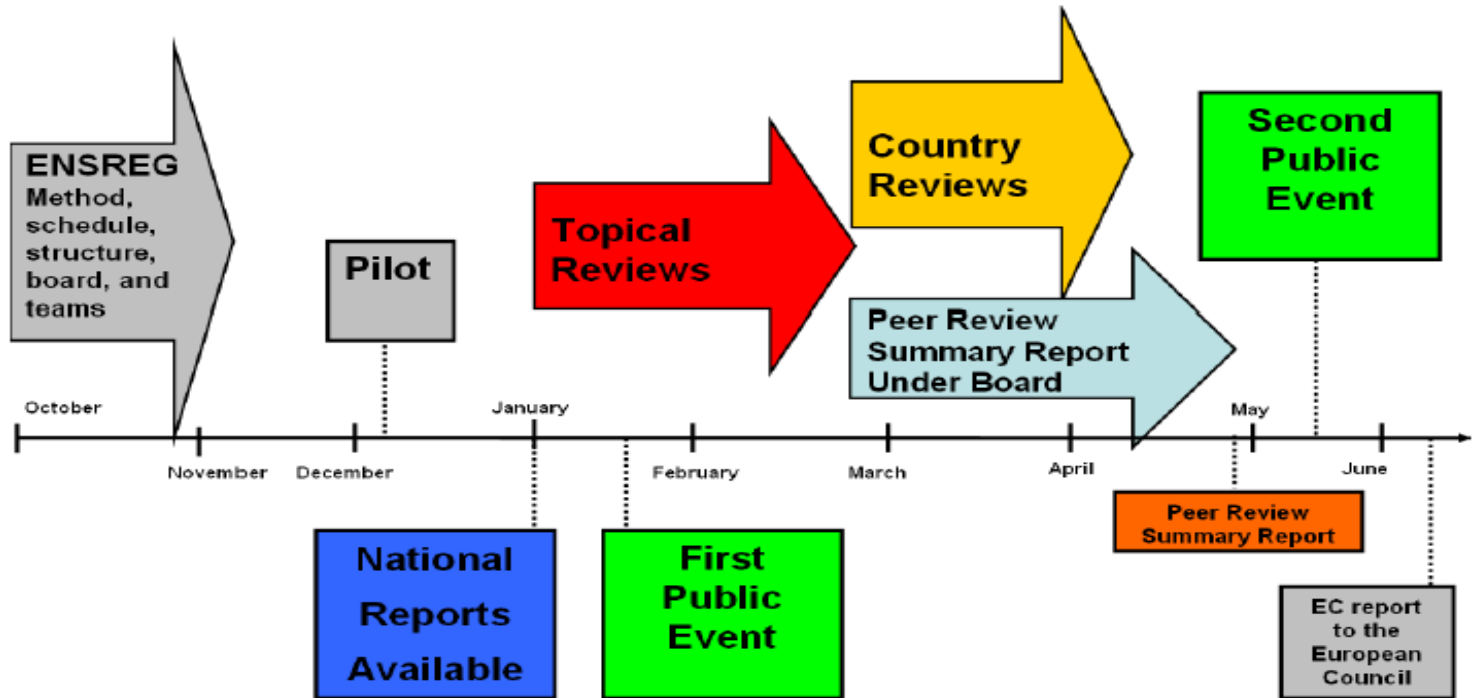 ENSREG
Method,
schedule,
structure,
board, and
teams
Pilot
Topical
Reviews
Country
Reviews
Peer Review
Summary Report
Under Board
Second
Public
Event
October
November
December
January
February
March
April
May
June
National
Reports
Available
First
Public
Event
Peer Review
Summary Report
EC report
to the
European
Council